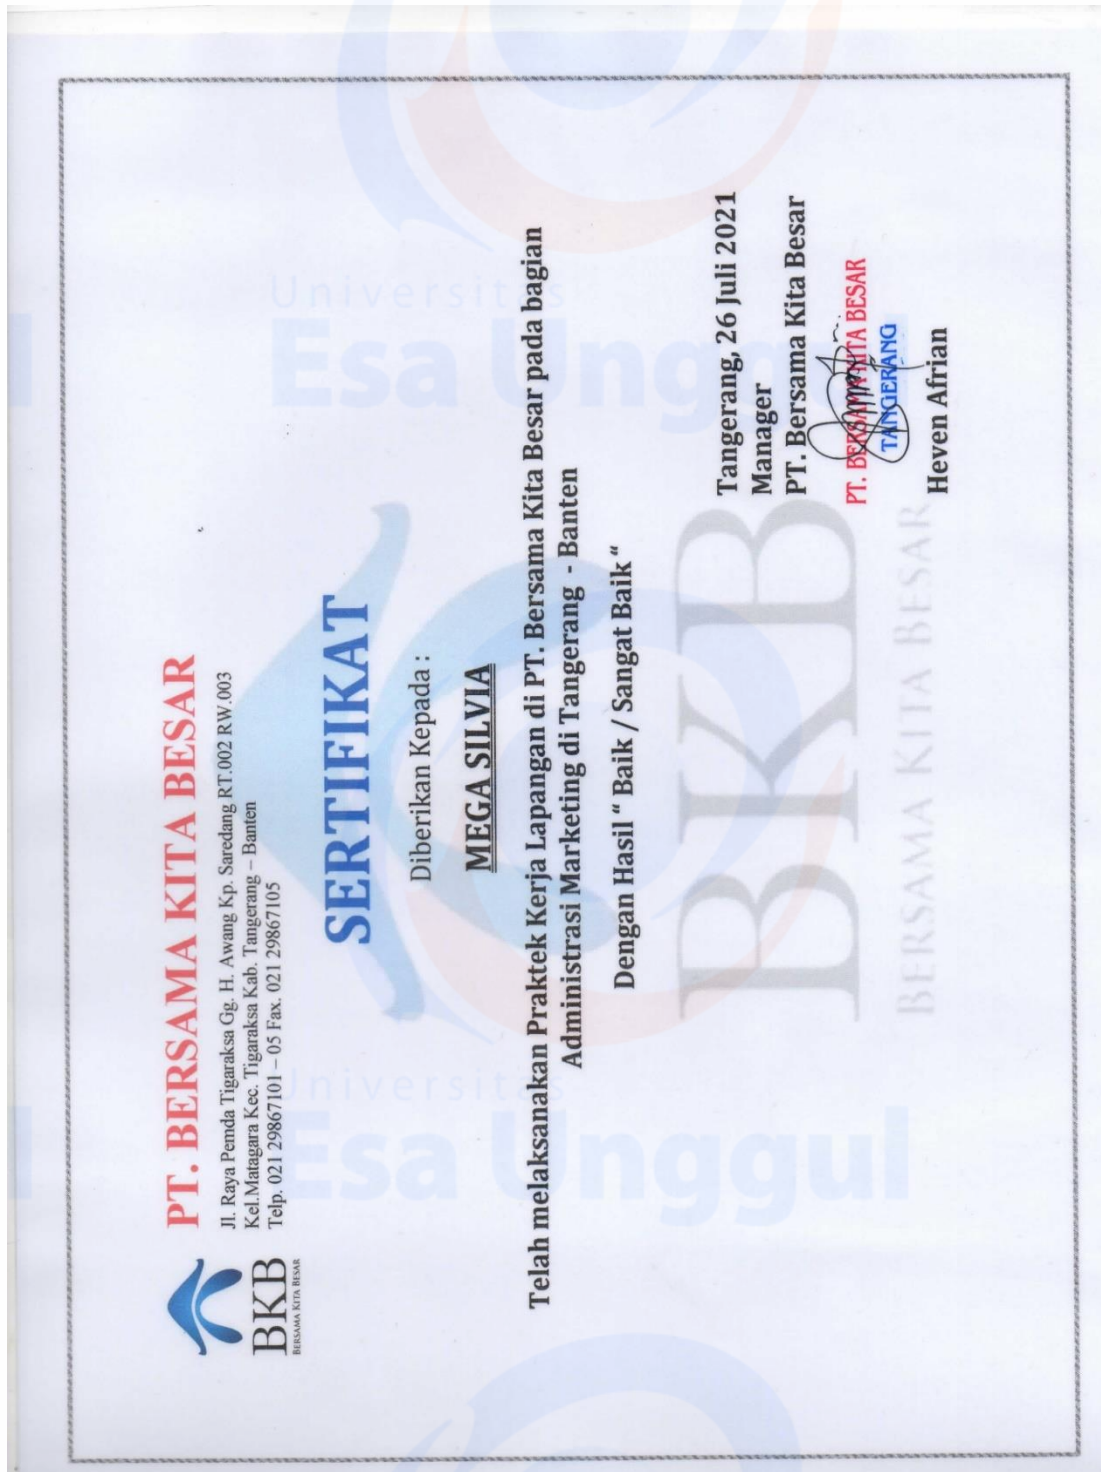 PT. BERSAMA KITA BESAR
Jl. Raya Pemda Tigaraksa Gg. H. Awang Kp. Saredang RT.002 RW.003
Kel.Matagara Kec. Tigaraksa Kab. Tangerang – Banten
Telp. 021 29867101 – 05 Fax. 021 29867105
BKB
BERSAMA KITA BESAR
SERTIFIKAT
Diberikan Kepada :
MEGA SILVIA
Telah melaksanakan Praktek Kerja Lapangan di PT. Bersama Kita Besar pada bagian
Administrasi Marketing di Tangerang - Banten
Dengan Hasil “ Baik / Sangat Baik “
Tangerang, 26 Juli 2021
Manager
PT. Bersama Kita Besar
PT. BERSAMA KITA BESAR
TANGERANG
Heven Afrian
BKB
BERSAMA KITA BESAR
Universitas
Esa Unggul
Universitas
Esa Unggul